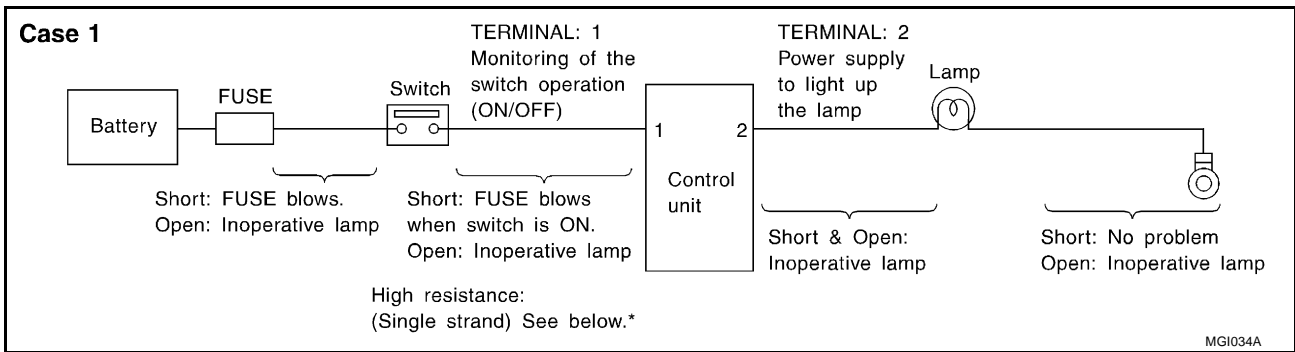 Case 1
TERMINAL: 1
Monitoring of the
switch operation
(ON/OFF)
TERMINAL: 2
Power supply
to light up
the lamp
Lamp
FUSE
Switch
Battery
1
2
Control
unit
Short: FUSE blows.
Open: Inoperative lamp
Short: FUSE blows
when switch is ON.
Open: Inoperative lamp
Short & Open:
Inoperative lamp
Short: No problem
Open: Inoperative lamp
High resistance:
(Single strand) See below.*
MGI034A